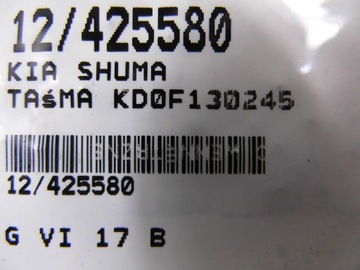 12/425580
KIA SHUMA
TAśMA KD0F130245
12/425580
G VI 17 B